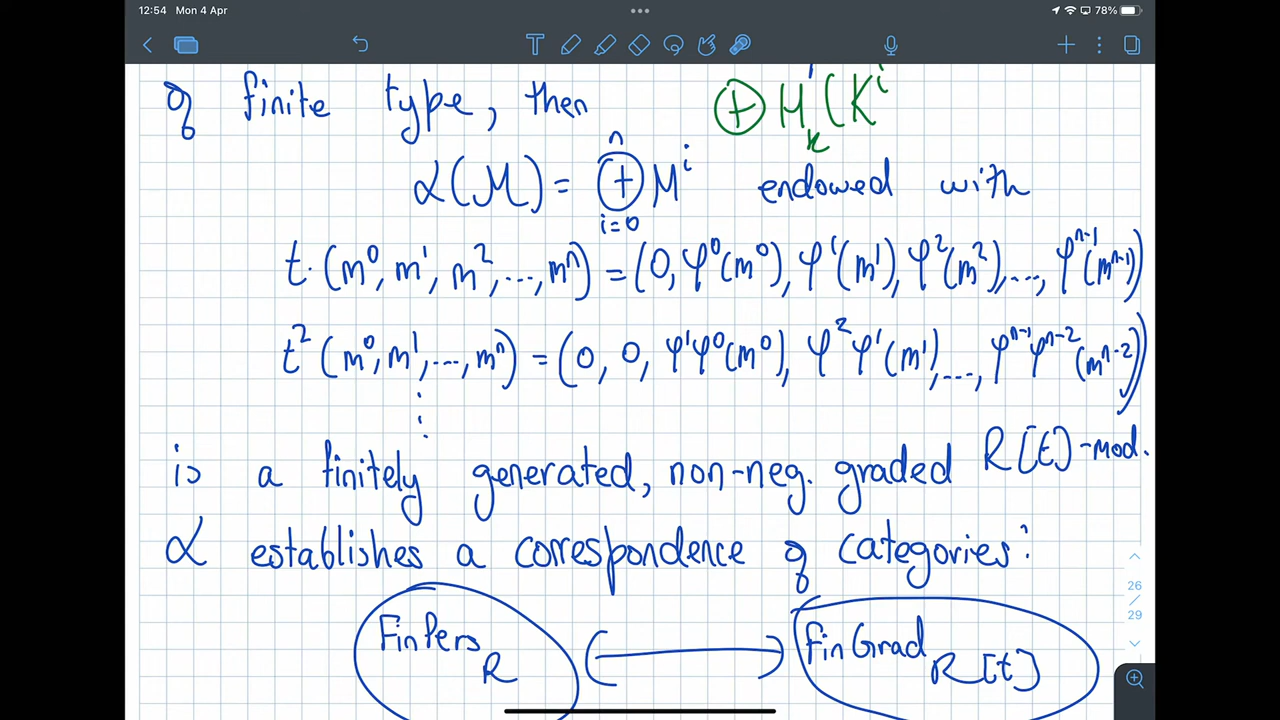 12:54 Mon 4 Apr
78%
T
of finite type, then ⊕ Hₖⁱ(Kⁱ
α(M) = ⊕ᵢ₌₀ⁿ Mⁱ endowed with
t·(m⁰, m¹, m², ..., mⁿ) = (0, φ⁰(m⁰), φ¹(m¹), φ²(m²), ..., φⁿ⁻¹(mⁿ⁻¹))
t²(m⁰, m¹, ..., mⁿ) = (0, 0, φ¹φ⁰(m⁰), φ²φ¹(m¹), ..., φⁿ⁻¹φⁿ⁻²(mⁿ⁻²))
⋮
is a finitely generated, non-neg. graded R[t]-mod.
α establishes a correspondence of categories:
26
/
29
FinPers_R ⟷ FinGrad_R[t]